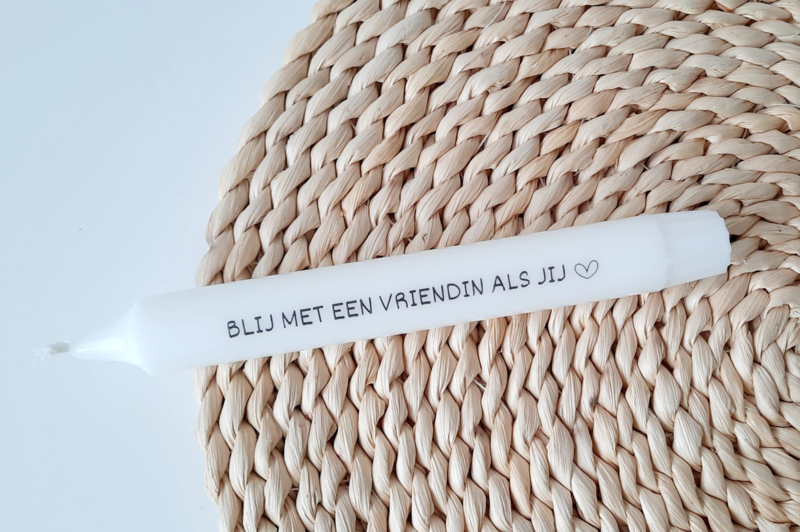 BLIJ MET EEN VRIENDIN ALS JIJ ♡